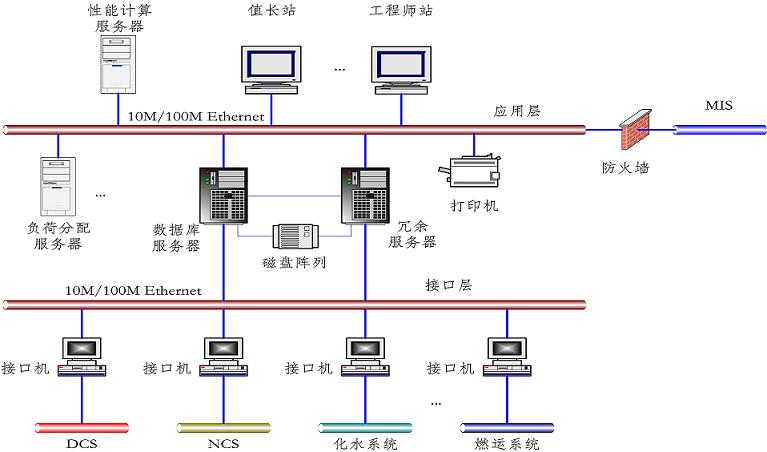 性能计算
服务器
值长站
...
工程师站
10M/100M Ethernet
应用层
MIS
防火墙
...
负荷分配
服务器
数据库
服务器
磁盘阵列
冗余
服务器
打印机
10M/100M Ethernet
接口层
接口机
接口机
接口机
接口机
...
DCS
NCS
化水系统
燃运系统